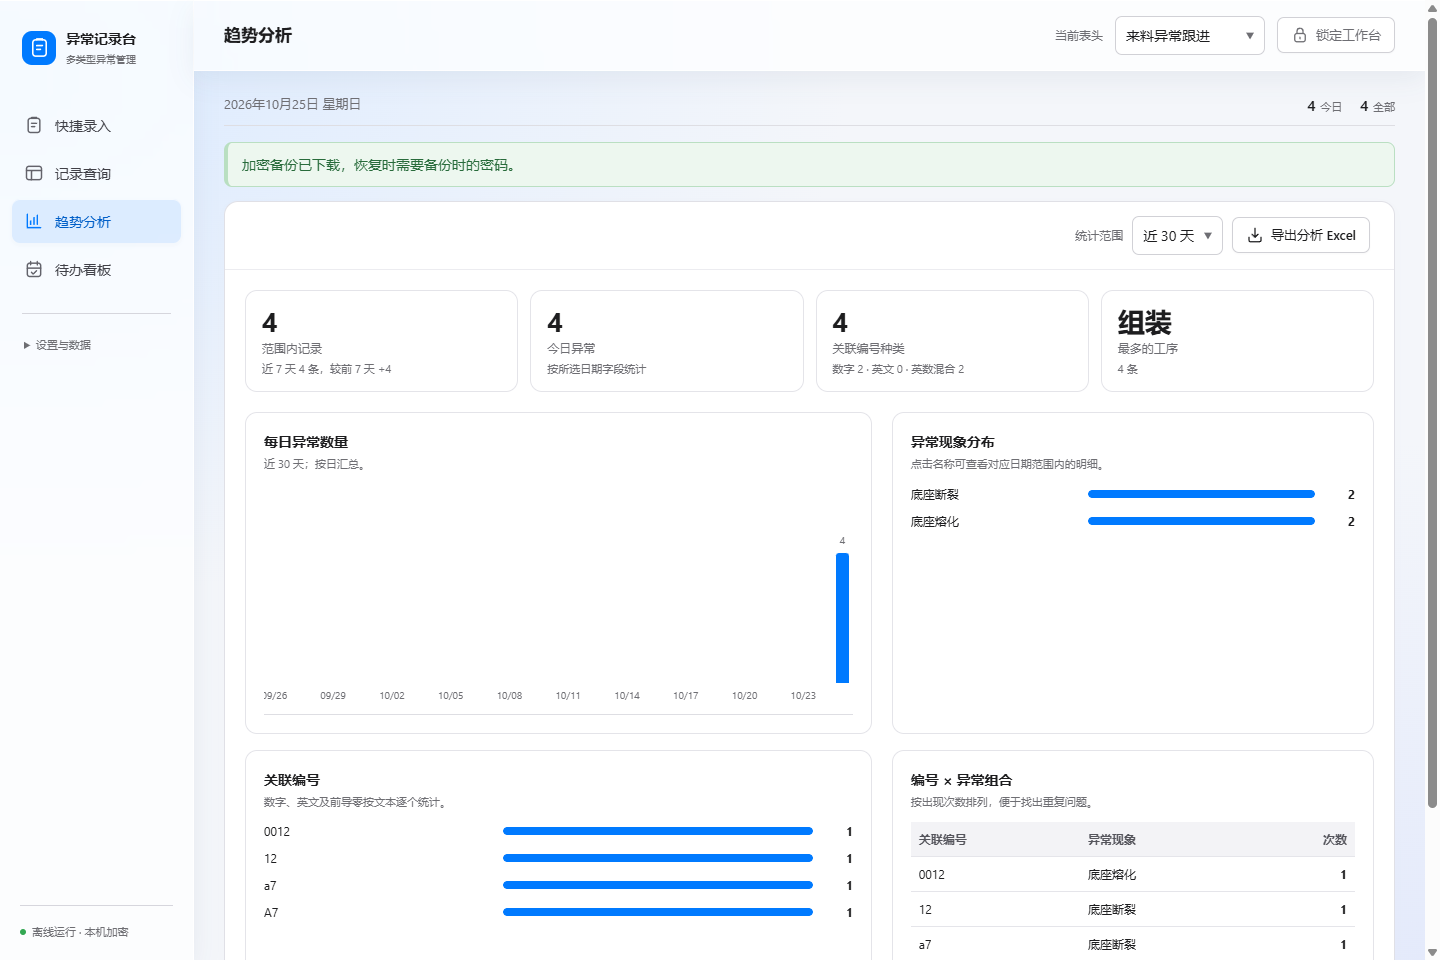 异常记录台
多类型异常管理
快捷录入
记录查询
趋势分析
待办看板
设置与数据
离线运行 · 本机加密
趋势分析
当前表头
来料异常跟进
锁定工作台
2026年10月25日 星期日
4 今日 4 全部
加密备份已下载，恢复时需要备份时的密码。
统计范围
近 30 天
导出分析 Excel
4
范围内记录
近 7 天 4 条，较前 7 天 +4
4
今日异常
按所选日期字段统计
4
关联编号种类
数字 2 · 英文 0 · 英数混合 2
组装
最多的工序
4 条
每日异常数量
近 30 天；按日汇总。
4
09/26 09/29 10/02 10/05 10/08 10/11 10/14 10/17 10/20 10/23
异常现象分布
点击名称可查看对应日期范围内的明细。
底座断裂 2
底座熔化 2
关联编号
数字、英文及前导零按文本逐个统计。
0012 1
12 1
a7 1
A7 1
编号 × 异常组合
按出现次数排列，便于找出重复问题。
关联编号 异常现象 次数
0012 底座熔化 1
12 底座断裂 1
a7 底座断裂 1